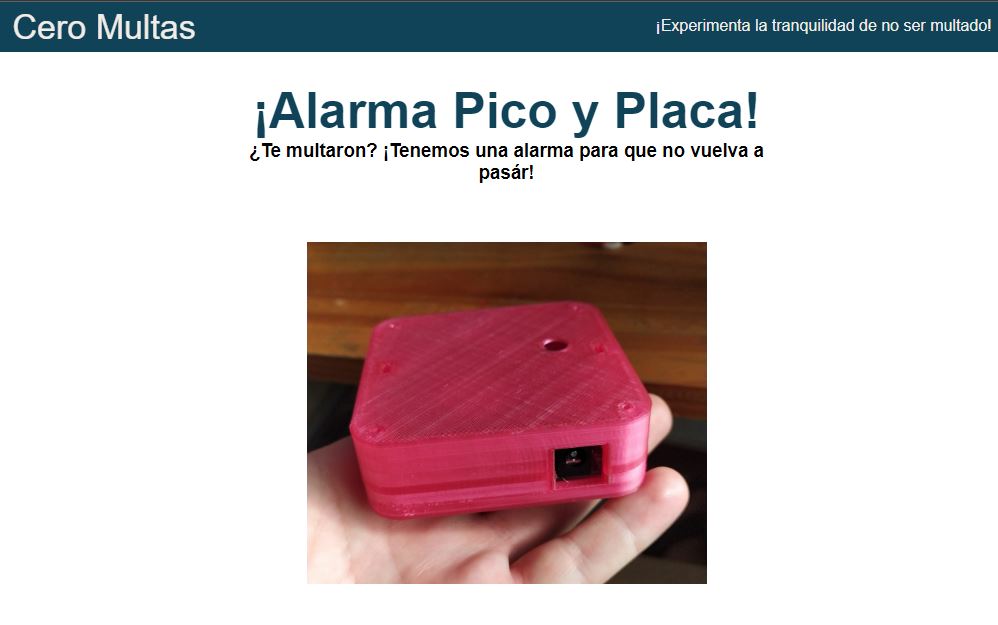 Cero Multas
¡Experimenta la tranquilidad de no ser multado!
¡Alarma Pico y Placa!
¿Te multaron? ¡Tenemos una alarma para que no vuelva a
pasár!